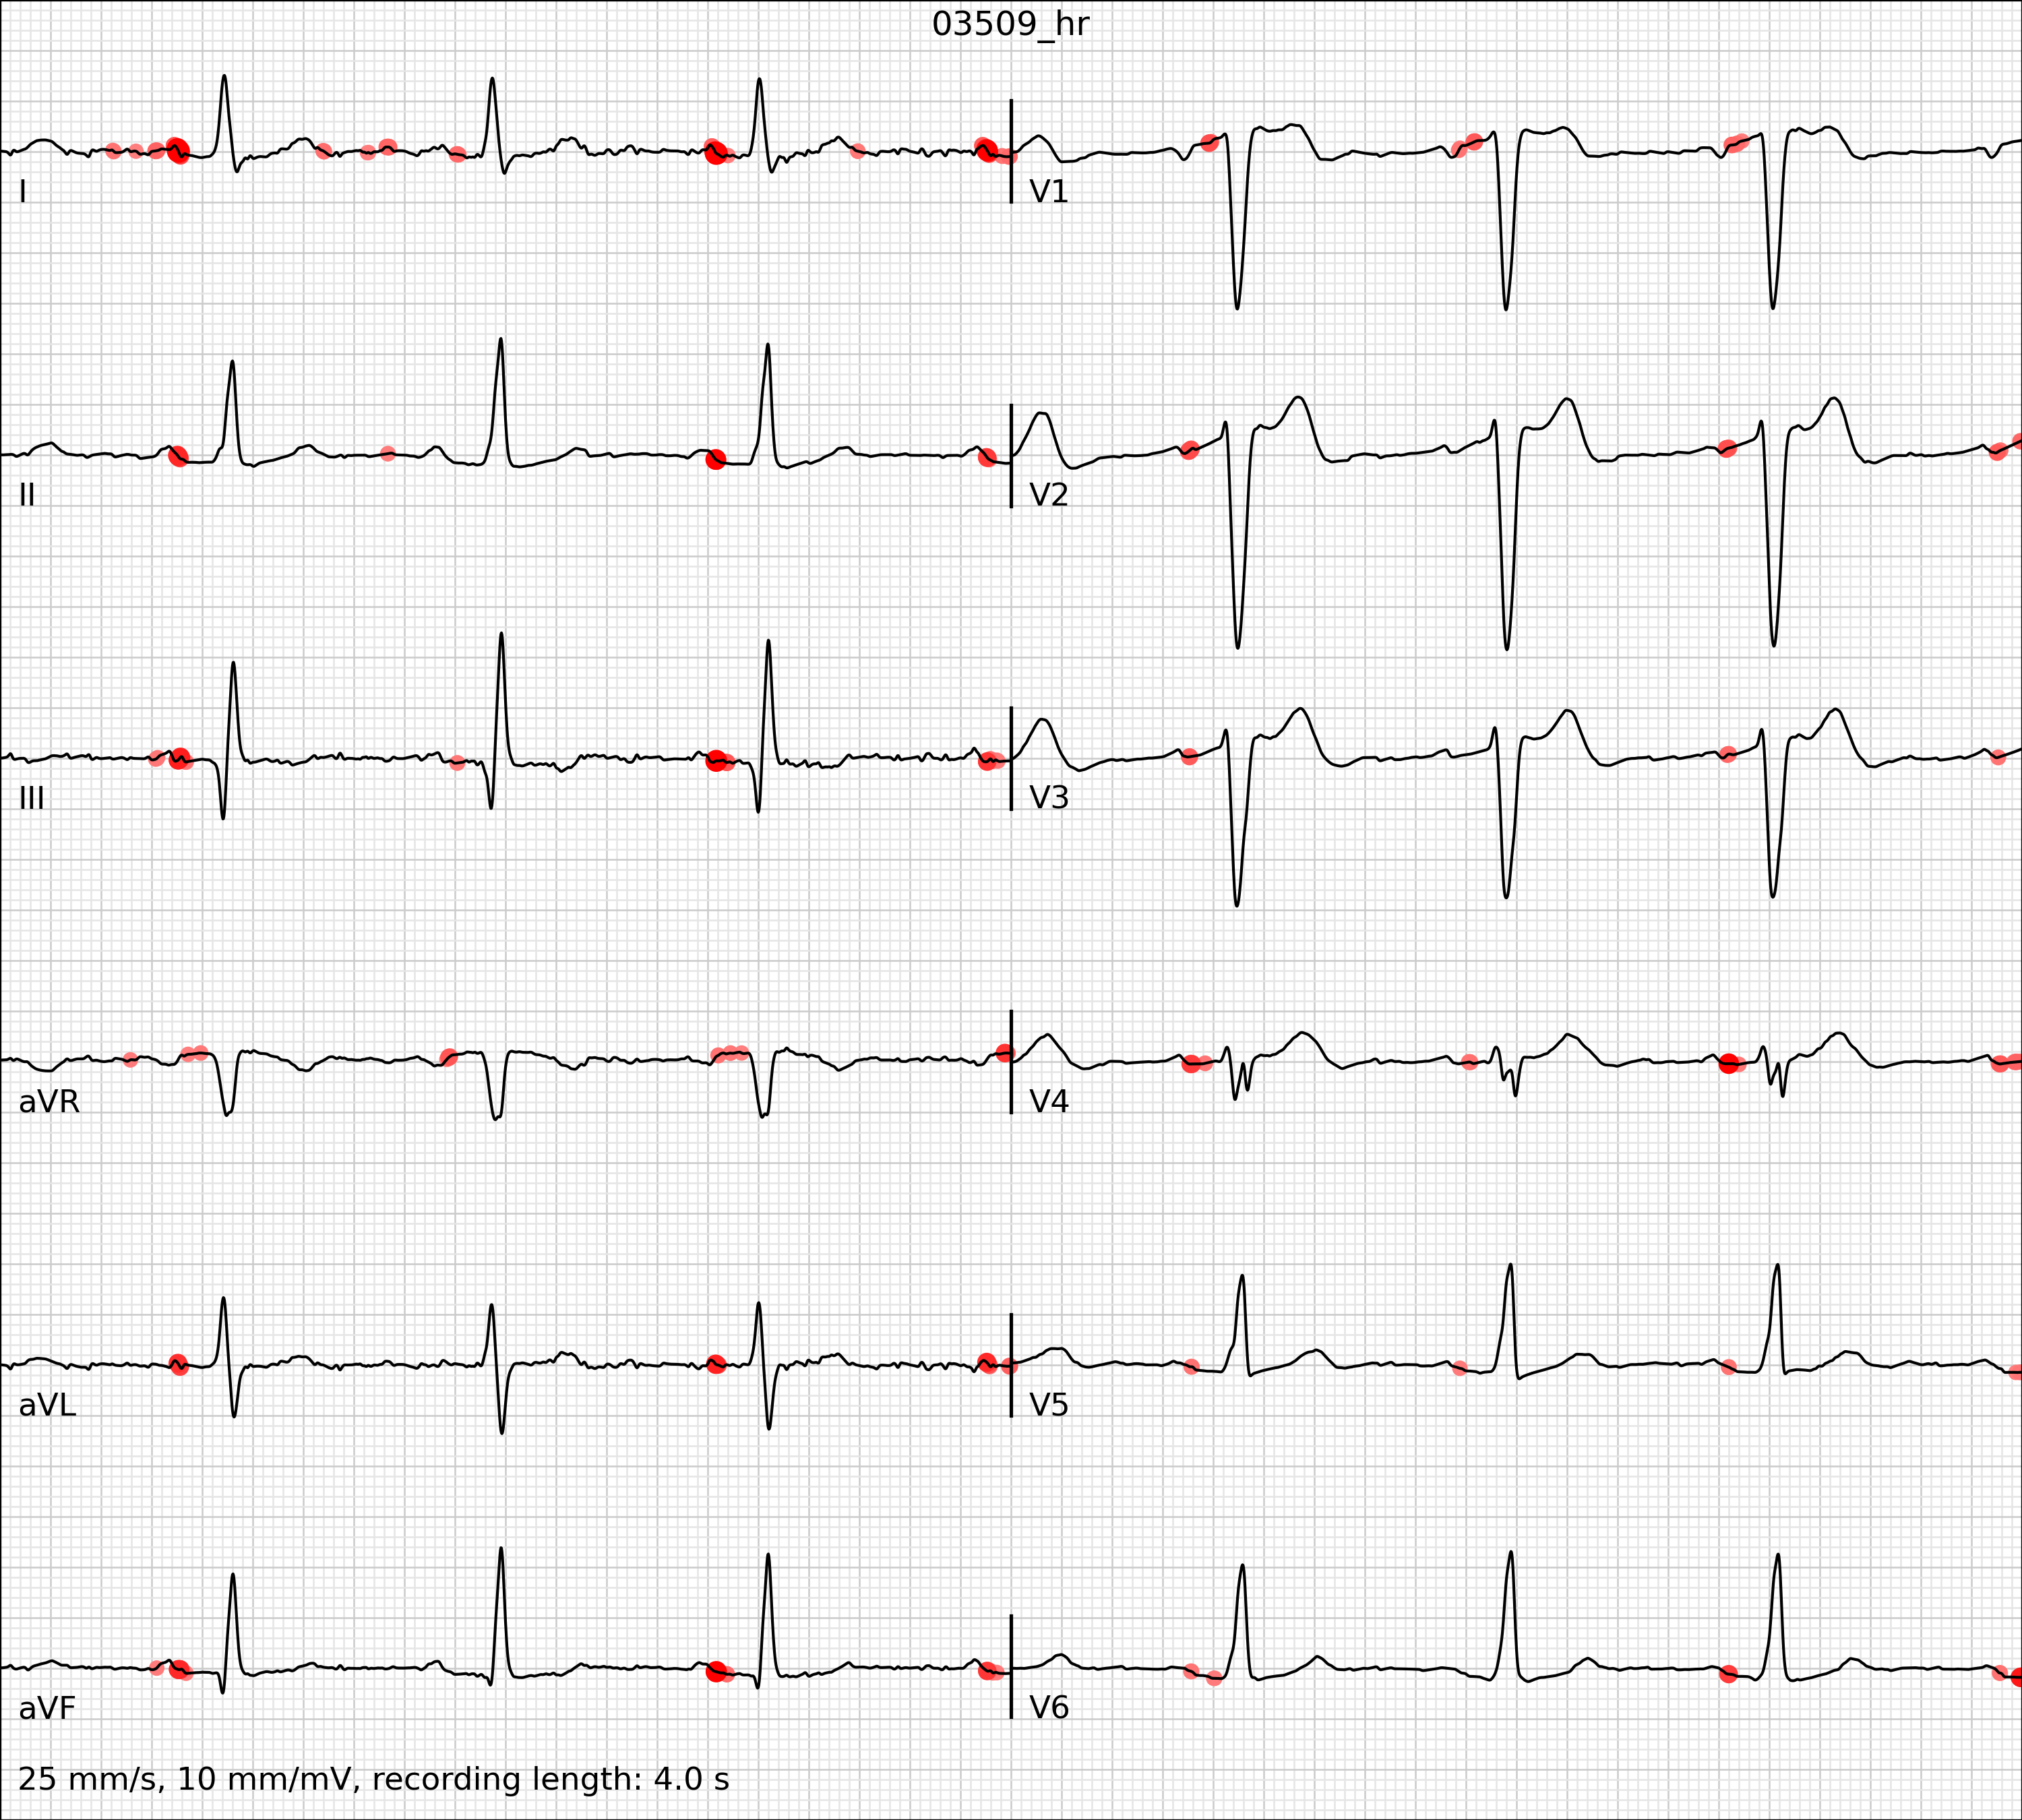 03509_hr
I
V1
II
V2
III
V3
aVR
V4
aVL
V5
aVF
V6
25 mm/s, 10 mm/mV, recording length: 4.0 s